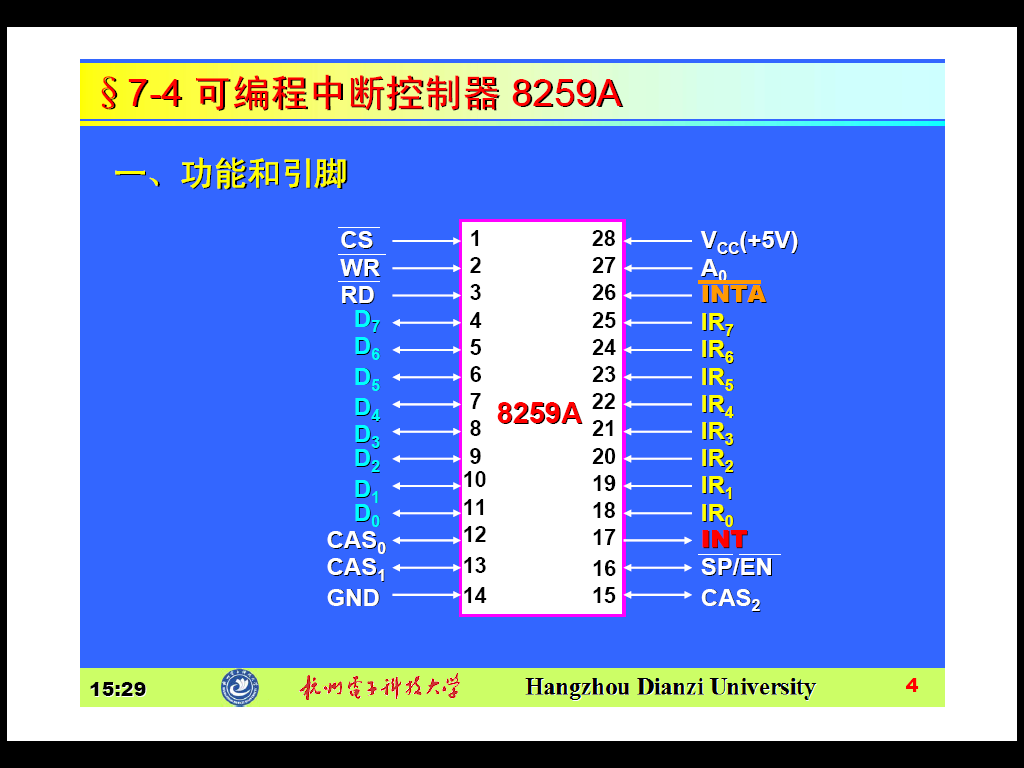 §7-4 可编程中断控制器 8259A
一、功能和引脚
CS 1 28 VCC(+5V)
WR 2 27 A0
RD 3 26 INTA
D7 4 25 IR7
D6 5 24 IR6
D5 6 23 IR5
D4 7 22 IR4
8259A
D3 8 21 IR3
D2 9 20 IR2
D1 10 19 IR1
D0 11 18 IR0
CAS0 12 17 INT
CAS1 13 16 SP/EN
GND 14 15 CAS2
15:29 杭州电子科技大学 Hangzhou Dianzi University 4